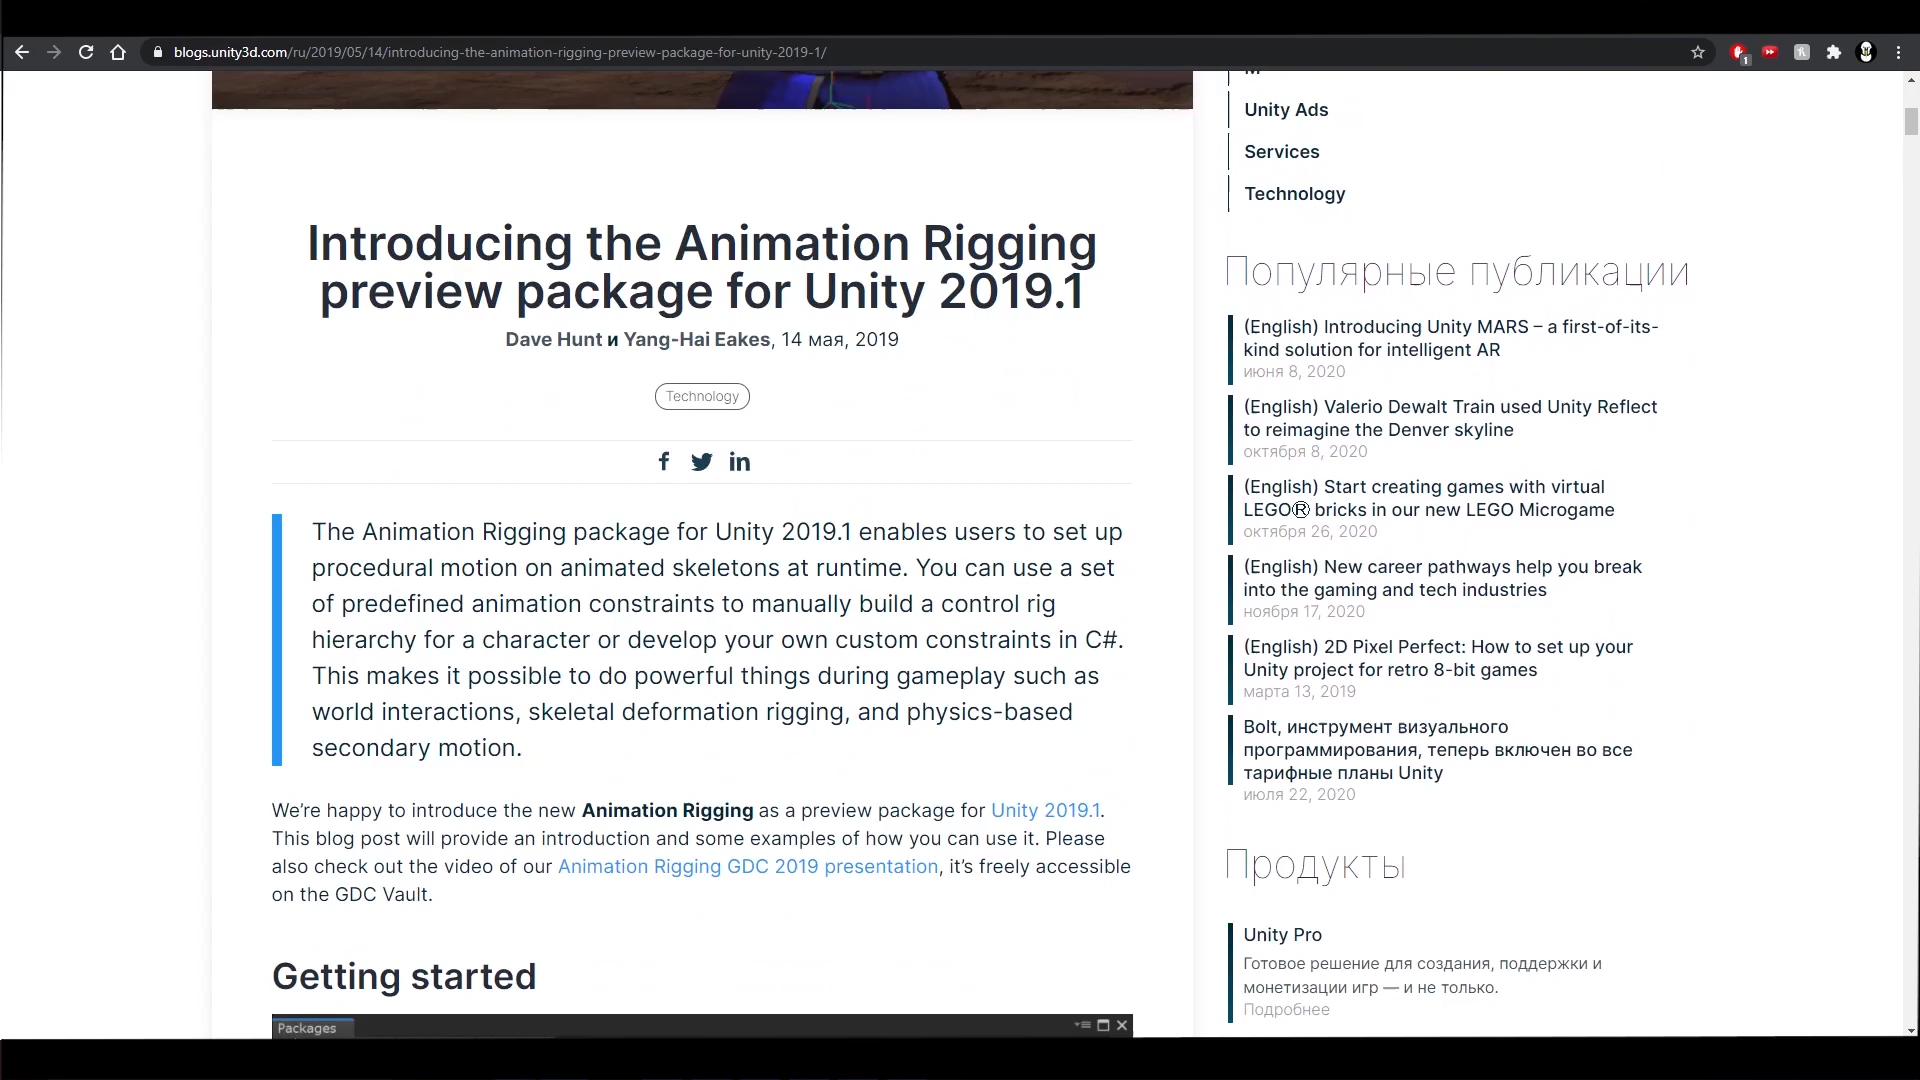 blogs.unity3d.com/ru/2019/05/14/introducing-the-animation-rigging-preview-package-for-unity-2019-1/
1
Unity Ads
Services
Technology
Introducing the Animation Rigging
preview package for Unity 2019.1
Dave Hunt и Yang-Hai Eakes, 14 мая, 2019
Technology
The Animation Rigging package for Unity 2019.1 enables users to set up
procedural motion on animated skeletons at runtime. You can use a set
of predefined animation constraints to manually build a control rig
hierarchy for a character or develop your own custom constraints in C#.
This makes it possible to do powerful things during gameplay such as
world interactions, skeletal deformation rigging, and physics-based
secondary motion.
We’re happy to introduce the new Animation Rigging as a preview package for Unity 2019.1.
This blog post will provide an introduction and some examples of how you can use it. Please
also check out the video of our Animation Rigging GDC 2019 presentation, it’s freely accessible
on the GDC Vault.
Getting started
Packages
Популярные публикации
(English) Introducing Unity MARS – a first-of-its-
kind solution for intelligent AR
июня 8, 2020
(English) Valerio Dewalt Train used Unity Reflect
to reimagine the Denver skyline
октября 8, 2020
(English) Start creating games with virtual
LEGO® bricks in our new LEGO Microgame
октября 26, 2020
(English) New career pathways help you break
into the gaming and tech industries
ноября 17, 2020
(English) 2D Pixel Perfect: How to set up your
Unity project for retro 8-bit games
марта 13, 2019
Bolt, инструмент визуального
программирования, теперь включен во все
тарифные планы Unity
июля 22, 2020
Продукты
Unity Pro
Готовое решение для создания, поддержки и
монетизации игр — и не только.
Подробнее